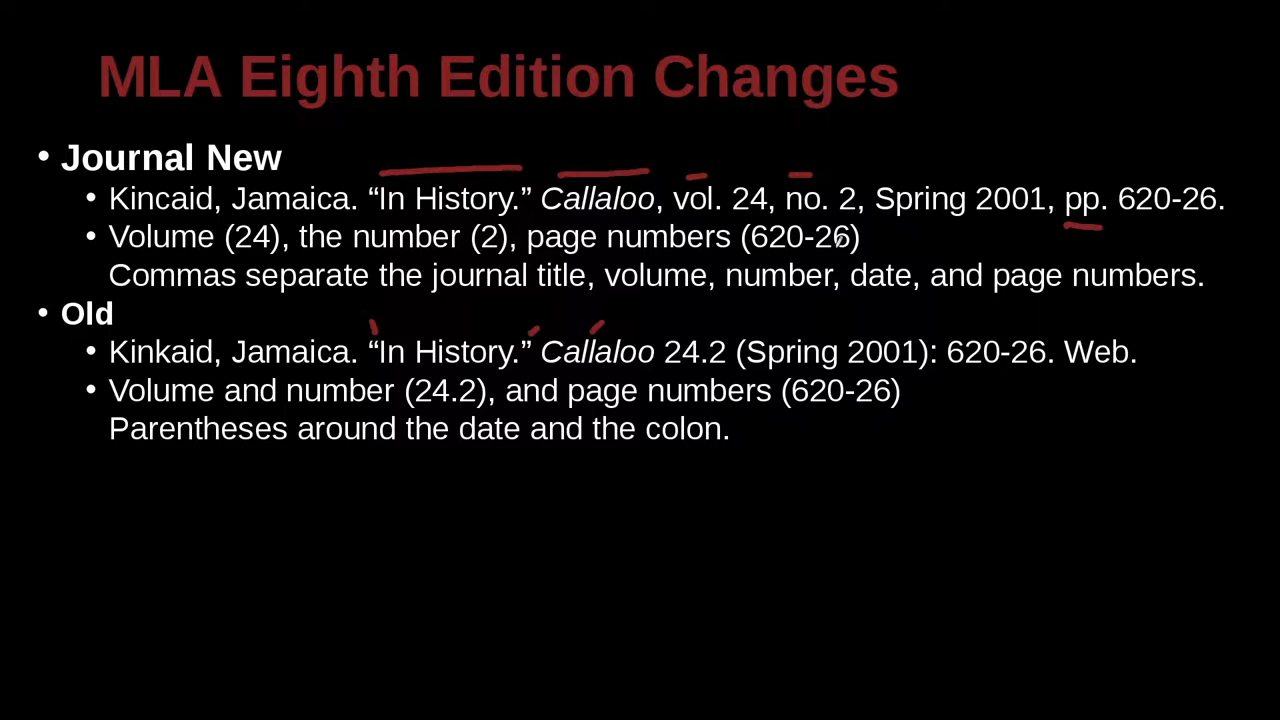 MLA Eighth Edition Changes
• Journal New
• Kincaid, Jamaica. “In History.” Callaloo, vol. 24, no. 2, Spring 2001, pp. 620-26.
• Volume (24), the number (2), page numbers (620-26)
Commas separate the journal title, volume, number, date, and page numbers.
• Old
• Kinkaid, Jamaica. “In History.” Callaloo 24.2 (Spring 2001): 620-26. Web.
• Volume and number (24.2), and page numbers (620-26)
Parentheses around the date and the colon.